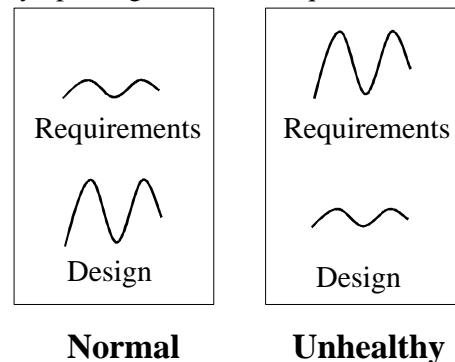 Requirements
Requirements
Design
Design
Normal
Unhealthy